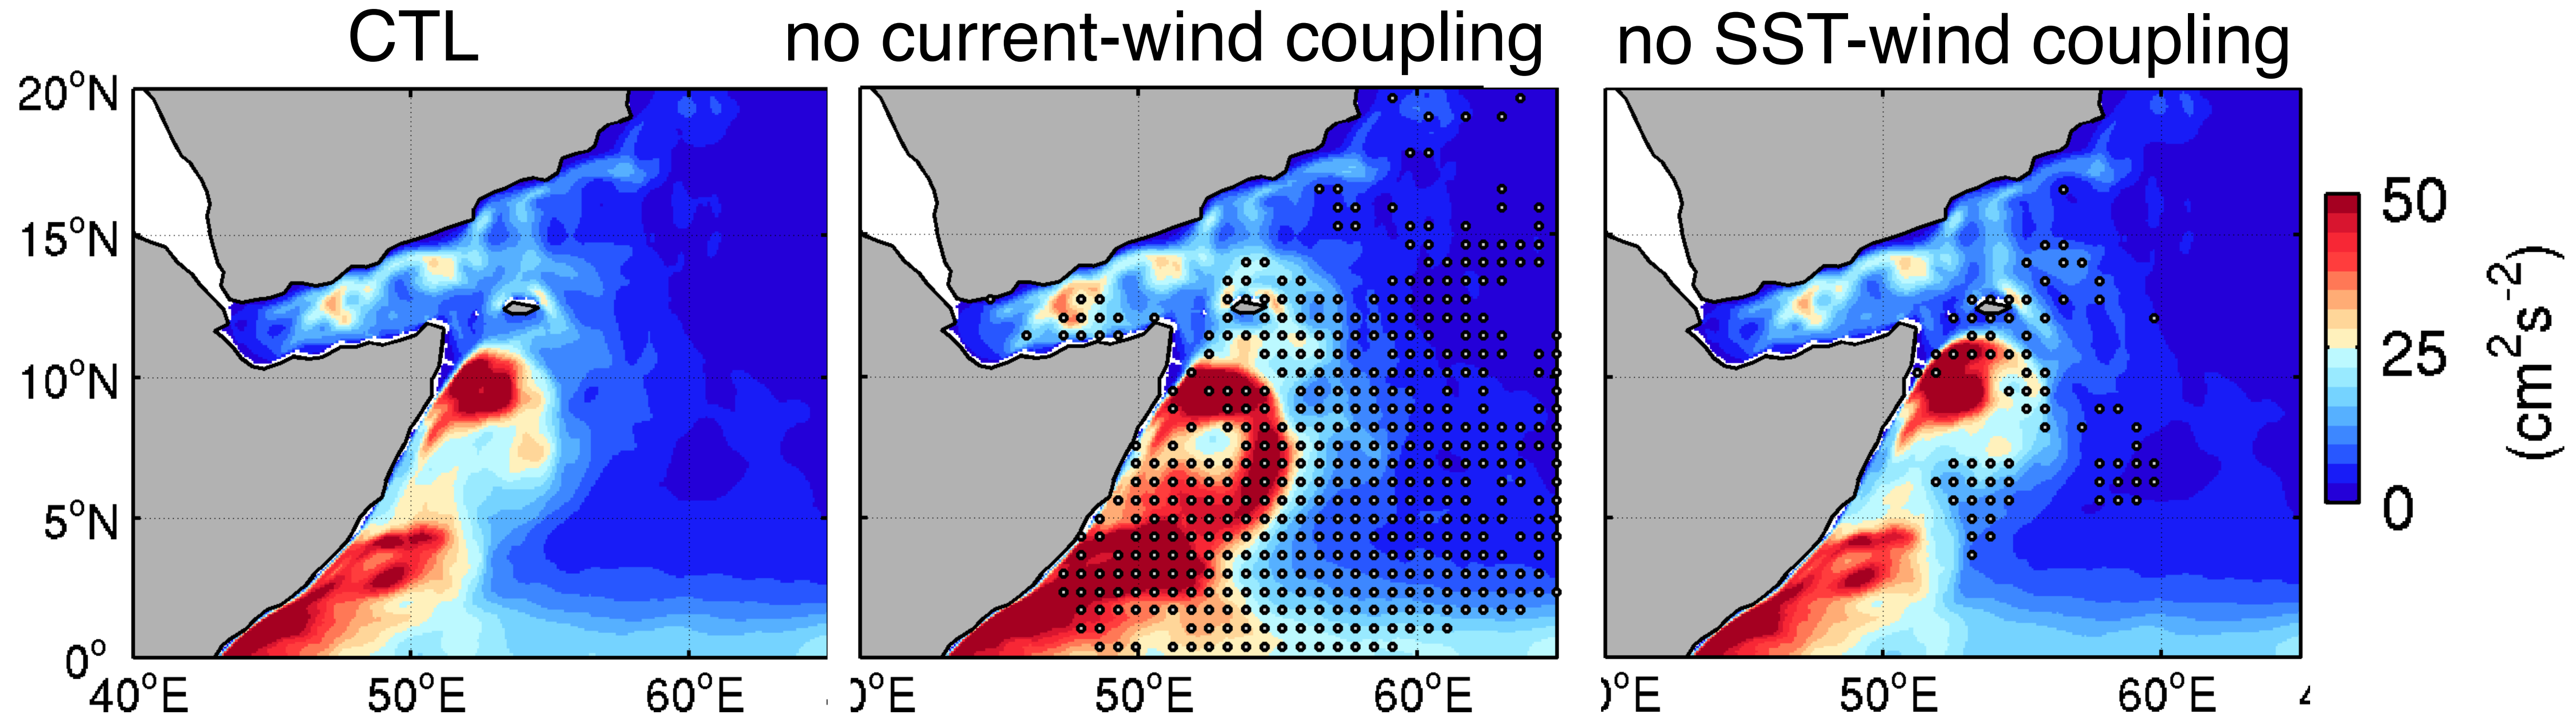 CTL
no current-wind coupling
no SST-wind coupling
20°N
15°N
10°N
5°N
0°
40°E 50°E 60°E
0°E 50°E 60°E
°E 50°E 60°E
50
25
0
(cm²s⁻²)